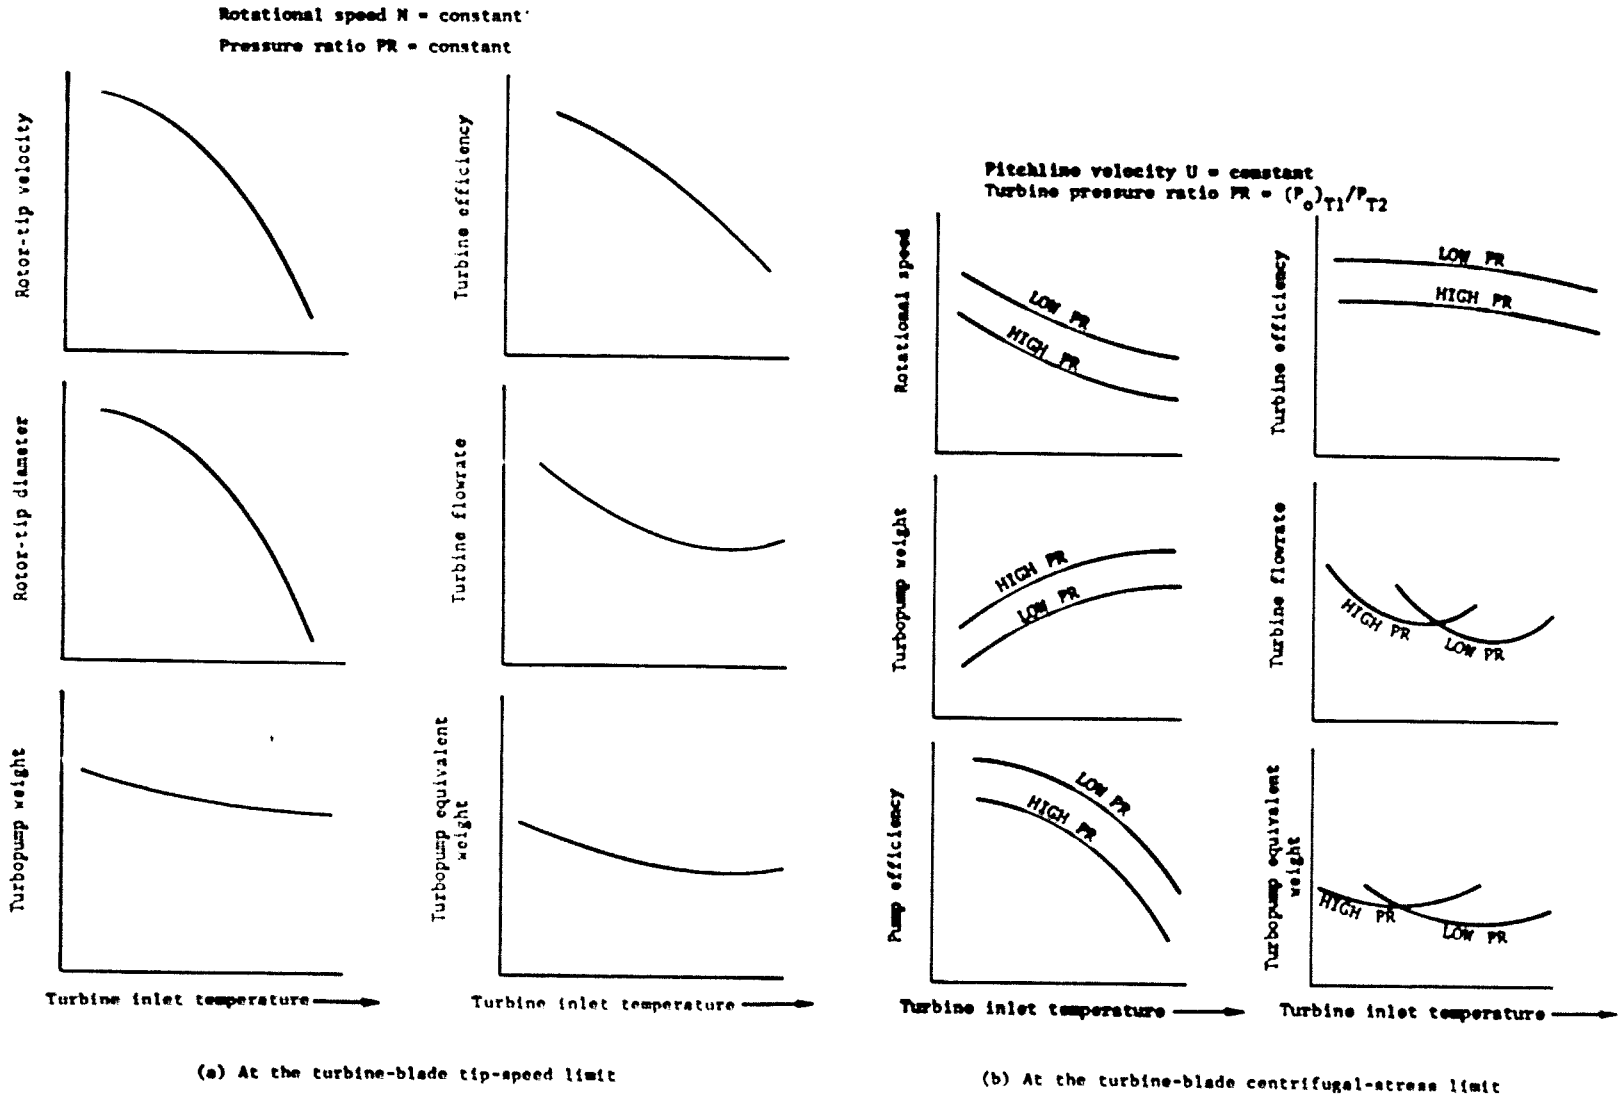 Rotational speed N = constant
Pressure ratio PR = constant
Rotor-tip velocity
Turbine efficiency
Rotor-tip diameter
Turbine flowrate
Turbopump weight
Turbopump equivalent
weight
Turbine inlet temperature
Turbine inlet temperature
(a) At the turbine-blade tip-speed limit
Pitchline velocity U = constant
Turbine pressure ratio PR = (Po)T1/PT2
Rotational speed
LOW PR
HIGH PR
Turbine efficiency
LOW PR
HIGH PR
Turbopump weight
HIGH PR
LOW PR
Turbine flowrate
HIGH PR
LOW PR
Pump efficiency
LOW PR
HIGH PR
Turbopump equivalent
weight
HIGH PR
LOW PR
Turbine inlet temperature
Turbine inlet temperature
(b) At the turbine-blade centrifugal-stress limit